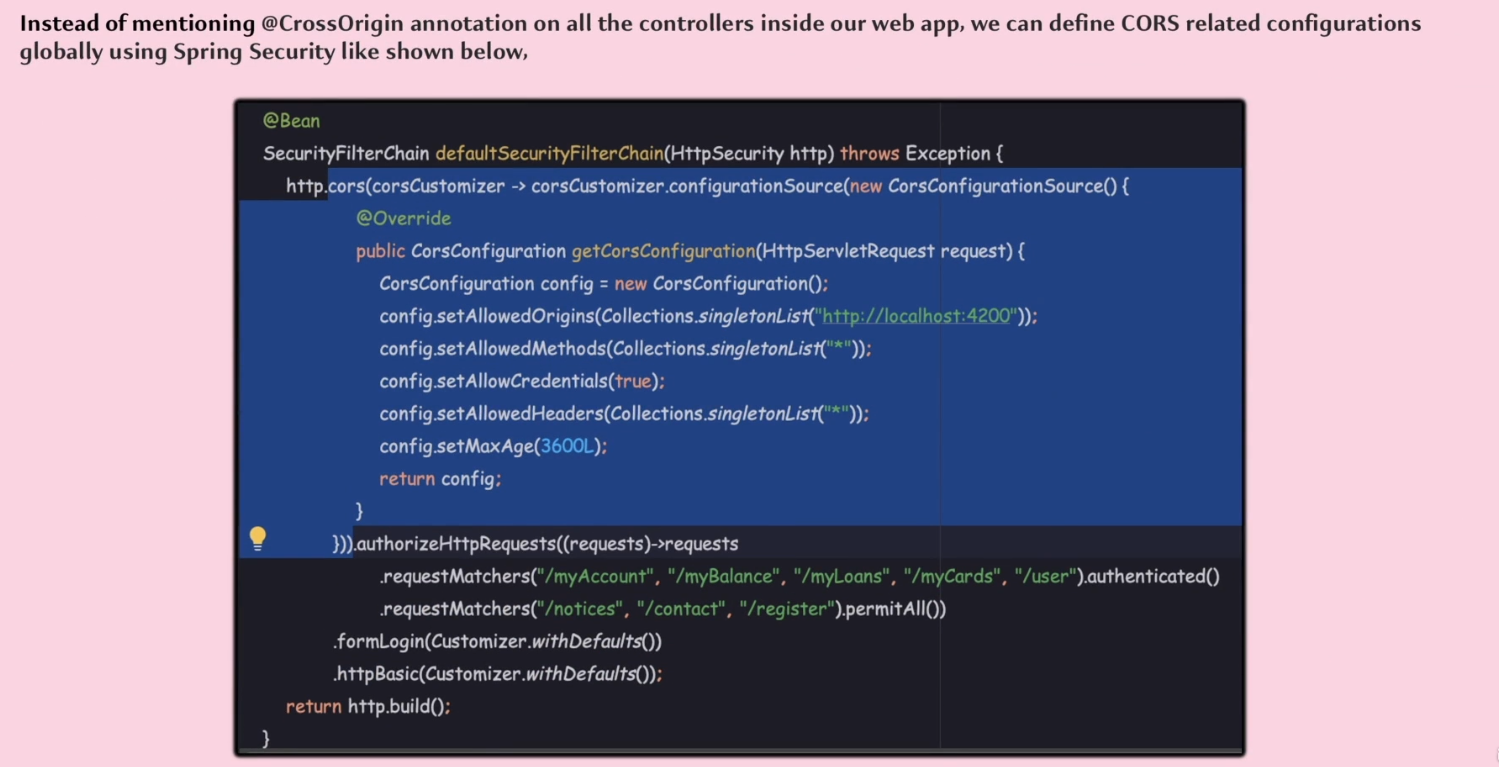 Instead of mentioning @CrossOrigin annotation on all the controllers inside our web app, we can define CORS related configurations
globally using Spring Security like shown below,
@Bean
SecurityFilterChain defaultSecurityFilterChain(HttpSecurity http) throws Exception {
http.cors(corsCustomizer -> corsCustomizer.configurationSource(new CorsConfigurationSource() {
@Override
public CorsConfiguration getCorsConfiguration(HttpServletRequest request) {
CorsConfiguration config = new CorsConfiguration();
config.setAllowedOrigins(Collections.singletonList("http://localhost:4200"));
config.setAllowedMethods(Collections.singletonList("*"));
config.setAllowCredentials(true);
config.setAllowedHeaders(Collections.singletonList("*"));
config.setMaxAge(3600L);
return config;
}
})).authorizeHttpRequests((requests)->requests
.requestMatchers("/myAccount", "/myBalance", "/myLoans", "/myCards", "/user").authenticated()
.requestMatchers("/notices", "/contact", "/register").permitAll())
.formLogin(Customizer.withDefaults())
.httpBasic(Customizer.withDefaults());
return http.build();
}